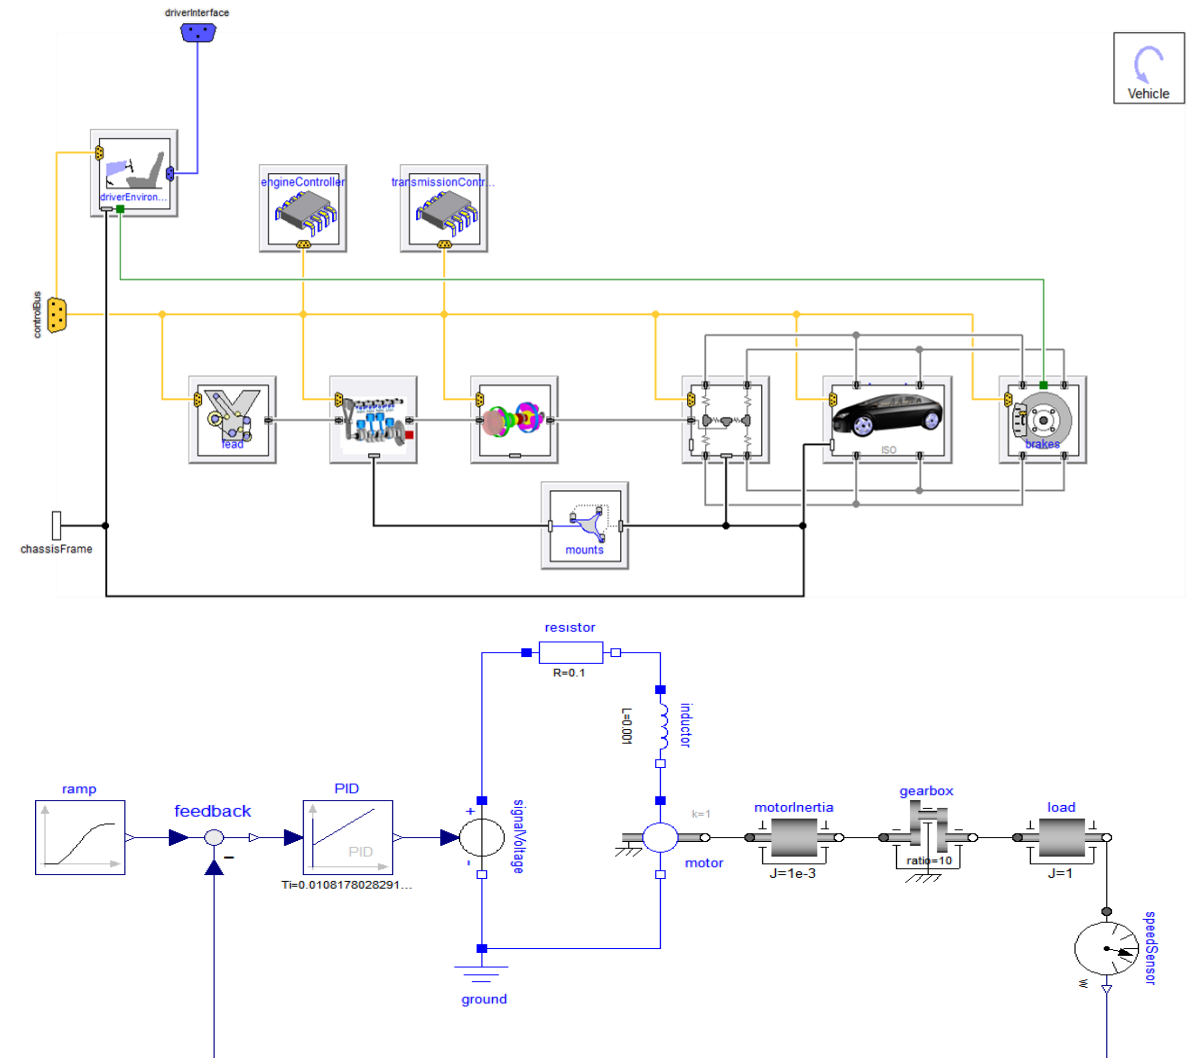 driverInterface
Vehicle
driverEnviron...
engineController
transmissionContr...
controlBus
fead
ISO
brakes
mounts
chassisFrame
resistor
R=0.1
inductor
L=0.001
ramp
feedback
PID
PID
Ti=0.0108178028291...
+
-
signalVoltage
k=1
motor
motorInertia
J=1e-3
gearbox
ratio=10
load
J=1
speedSensor
w
ground